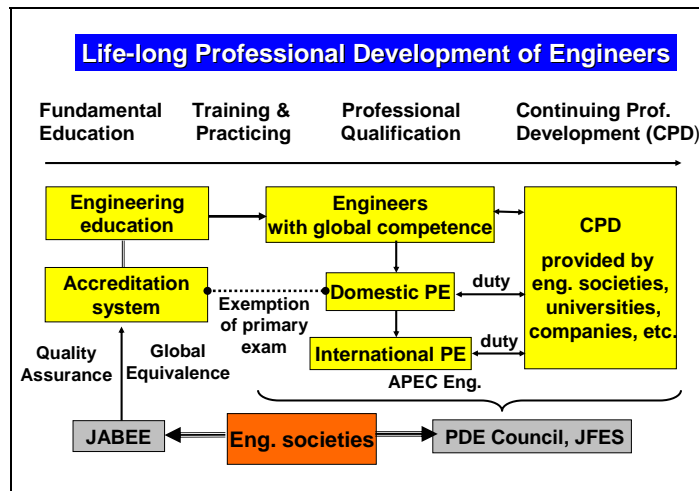 Life-long Professional Development of Engineers
Fundamental
Education
Training &
Practicing
Professional
Qualification
Continuing Prof.
Development (CPD)
Engineering
education
Engineers
with global competence
CPD
provided by
eng. societies,
universities,
companies, etc.
Accreditation
system
Exemption
of primary
exam
Domestic PE
duty
International PE
duty
APEC Eng.
Quality
Assurance
Global
Equivalence
JABEE
Eng. societies
PDE Council, JFES